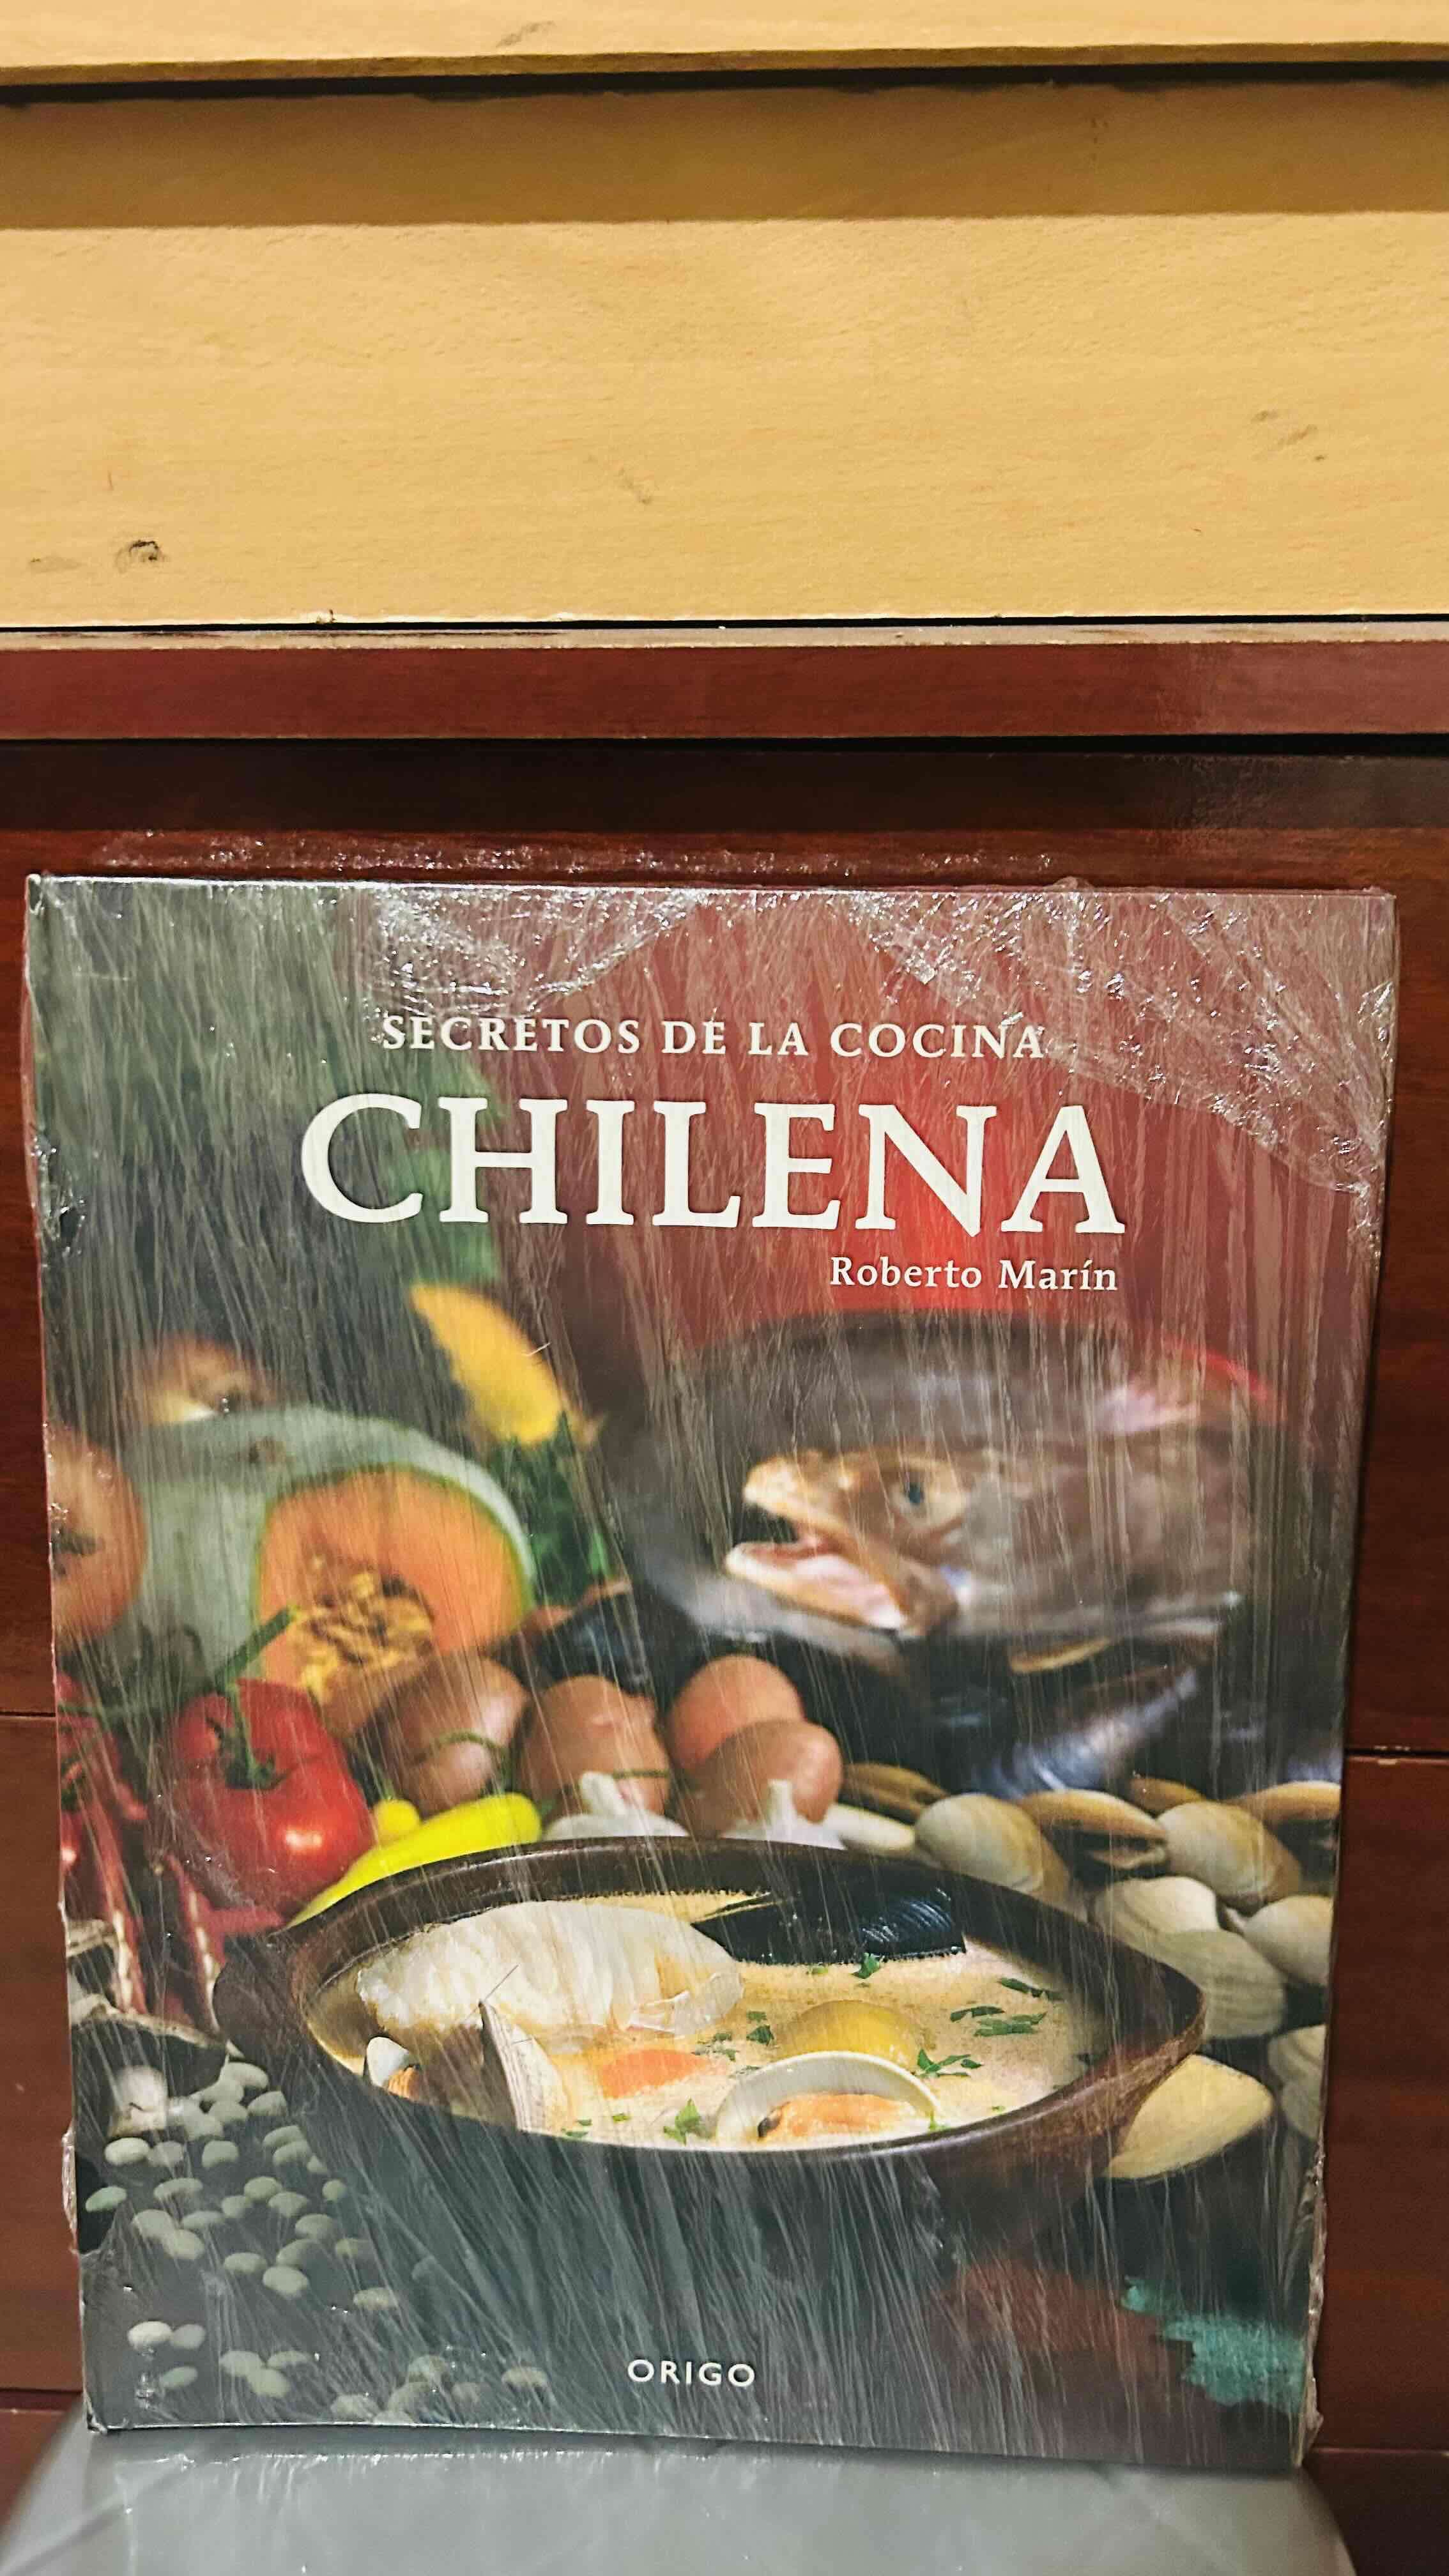 SECRETOS DE LA COCINA
CHILENA
Roberto Marín
ORIGO